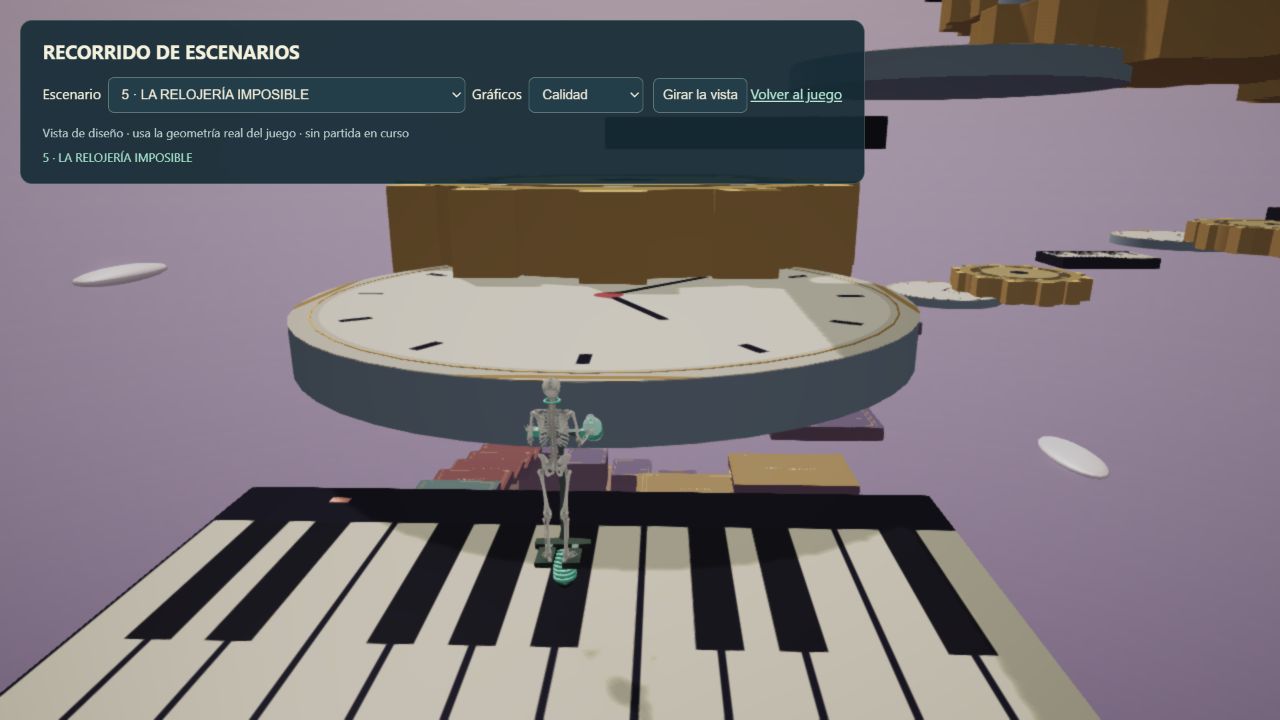 RECORRIDO DE ESCENARIOS
Escenario 5 · LA RELOJERÍA IMPOSIBLE Gráficos Calidad Girar la vista Volver al juego
Vista de diseño · usa la geometría real del juego · sin partida en curso
5 · LA RELOJERÍA IMPOSIBLE